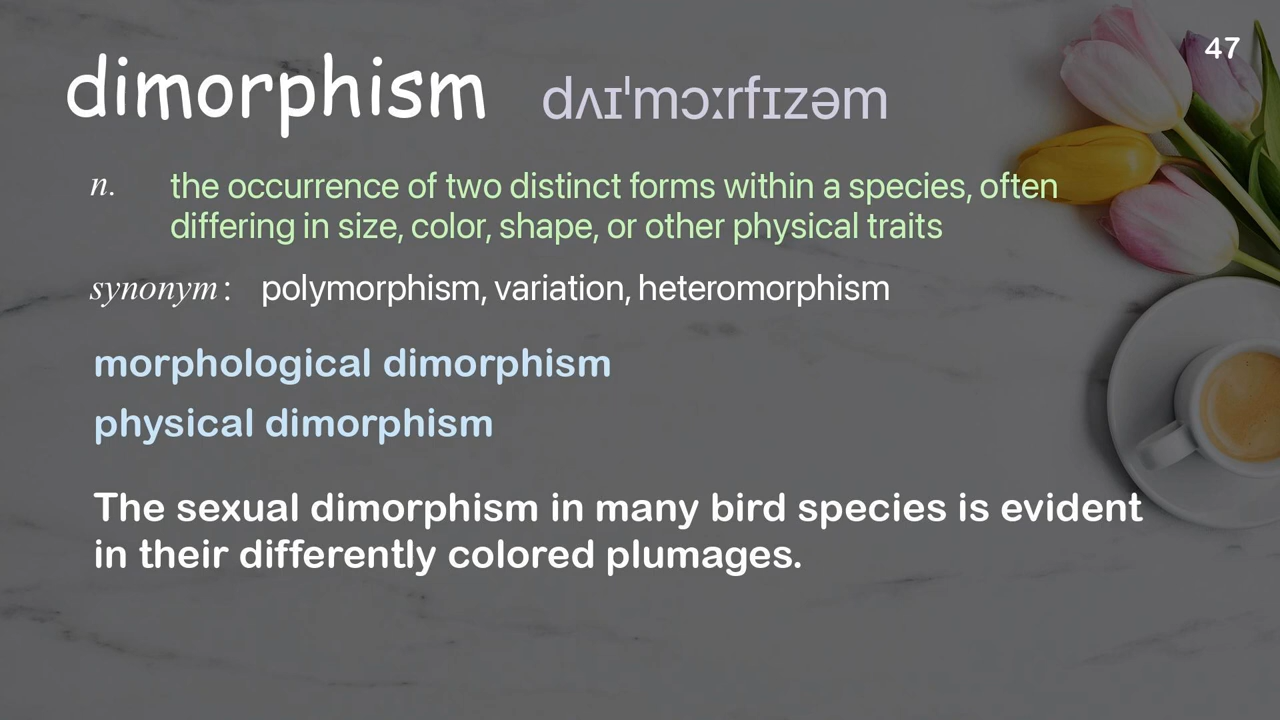 47
dimorphism dʌɪˈmɔːrfɪzəm
n. the occurrence of two distinct forms within a species, often
differing in size, color, shape, or other physical traits
synonym: polymorphism, variation, heteromorphism
morphological dimorphism
physical dimorphism
The sexual dimorphism in many bird species is evident
in their differently colored plumages.